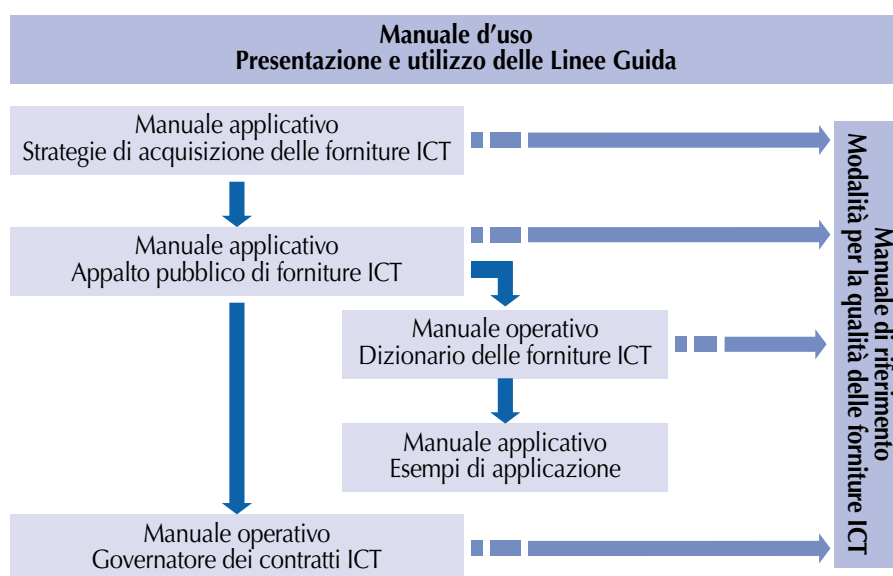 Manuale d’uso
Presentazione e utilizzo delle Linee Guida
Manuale applicativo
Strategie di acquisizione delle forniture ICT
Manuale applicativo
Appalto pubblico di forniture ICT
Manuale operativo
Dizionario delle forniture ICT
Manuale applicativo
Esempi di applicazione
Manuale operativo
Governatore dei contratti ICT
Manuale di riferimento
Modalità per la qualità delle forniture ICT